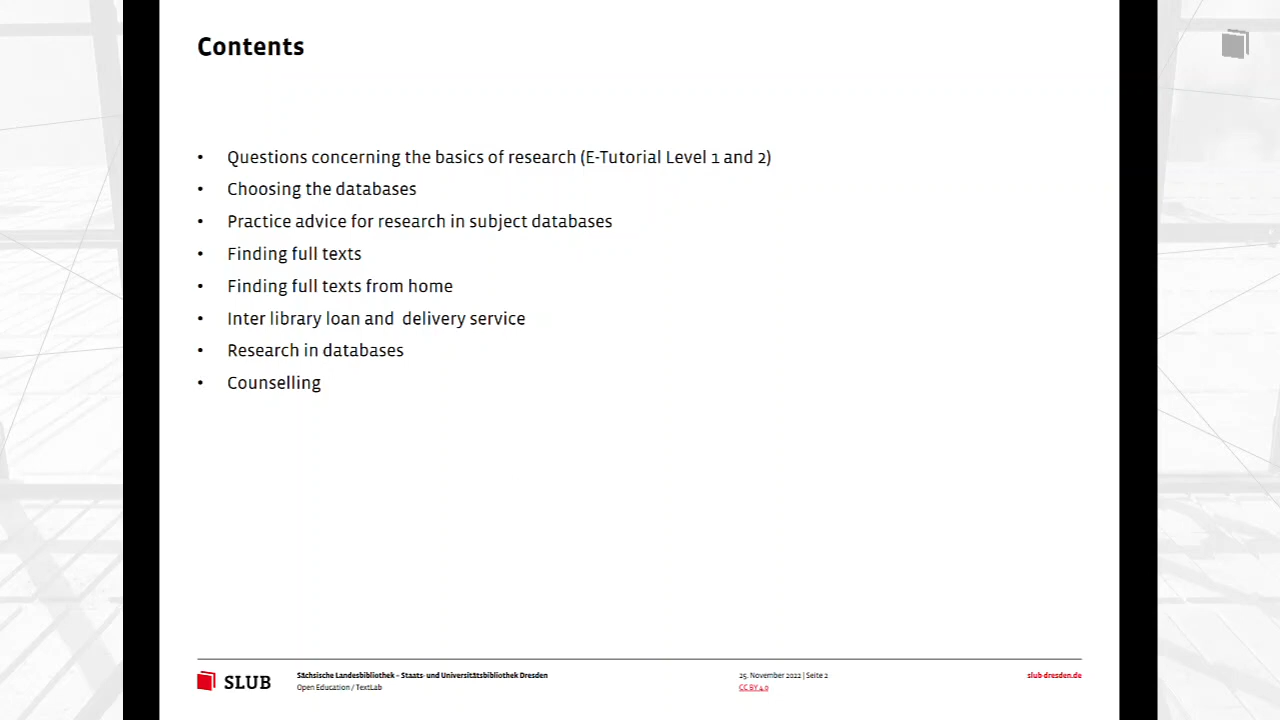 Contents
• Questions concerning the basics of research (E-Tutorial Level 1 and 2)
• Choosing the databases
• Practice advice for research in subject databases
• Finding full texts
• Finding full texts from home
• Inter library loan and  delivery service
• Research in databases
• Counselling
SLUB
Sächsische Landesbibliothek – Staats- und Universitätsbibliothek Dresden
Open Education / TextLab
25. November 2022 | Seite 2
CC BY 4.0
slub-dresden.de